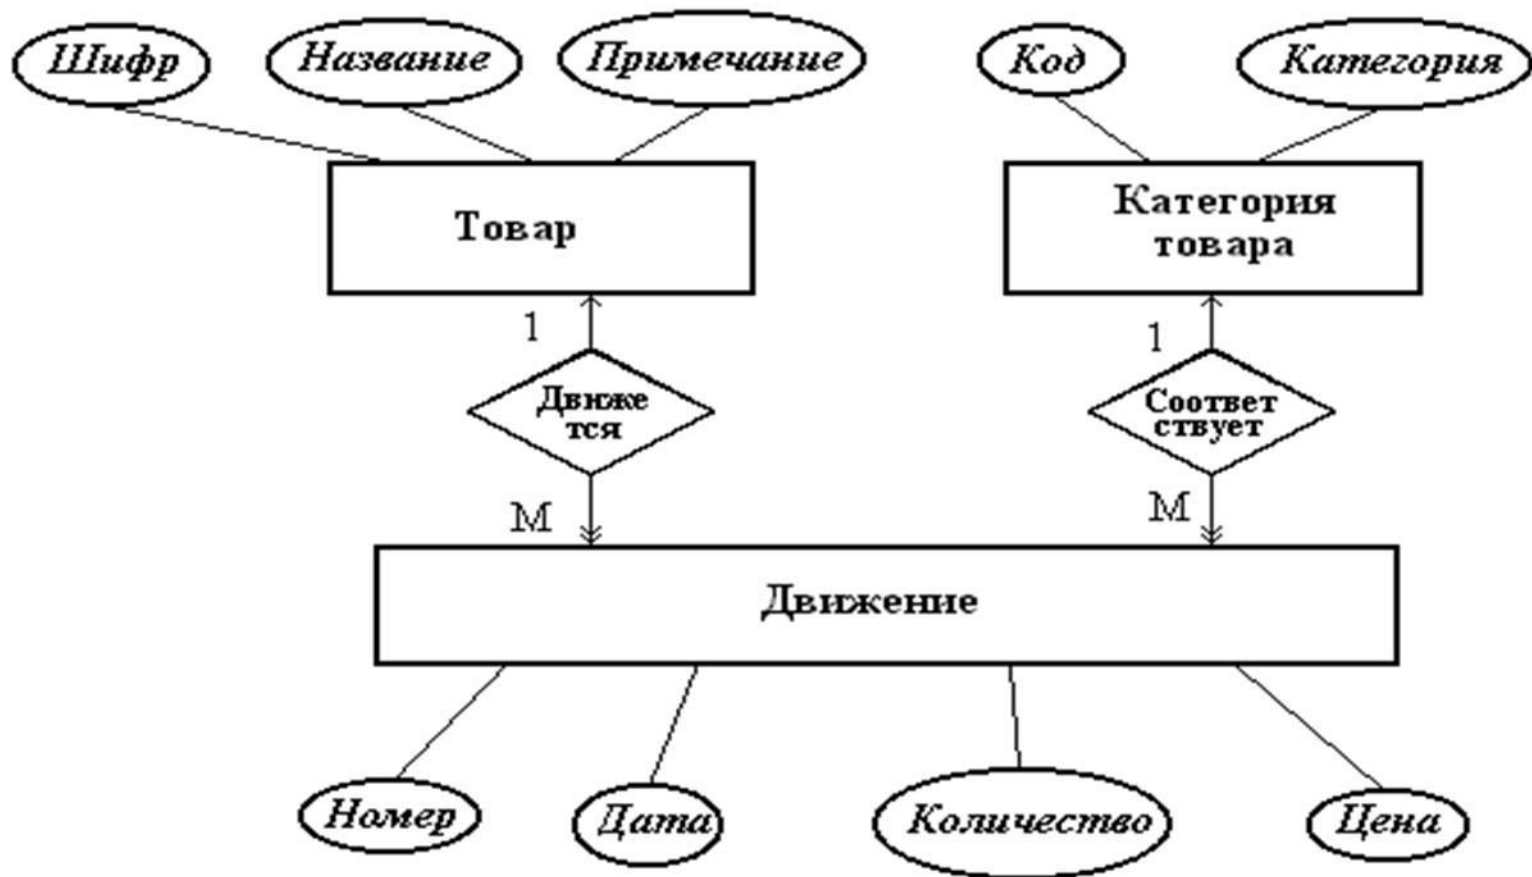 Шифр
Название
Примечание
Код
Категория
Товар
Категория
товара
1
1
Движе
тся
Соответ
ствует
М
М
Движение
Номер
Дата
Количество
Цена